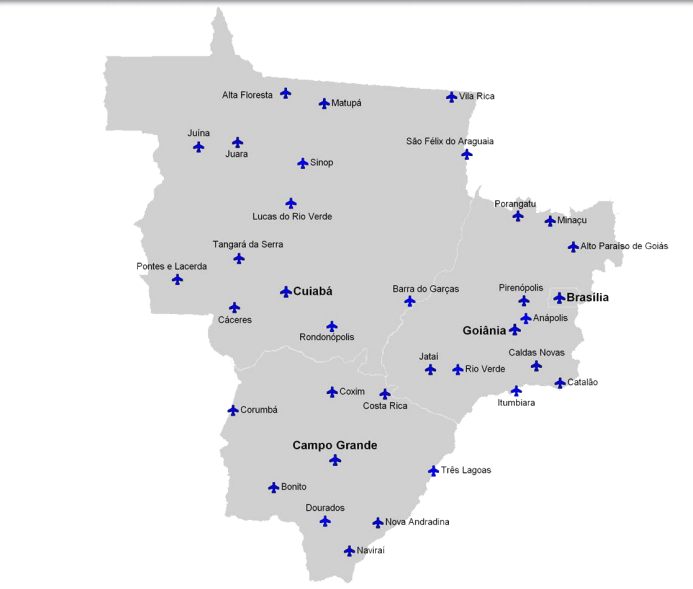 Alta Floresta
Matupá
Vila Rica
Juína
Juara
São Félix do Araguaia
Sinop
Lucas do Rio Verde
Porangatu
Minaçu
Tangará da Serra
Alto Paraíso de Goiás
Pontes e Lacerda
Cuiabá
Barra do Garças
Pirenópolis
Brasília
Cáceres
Anápolis
Goiânia
Rondonópolis
Jataí
Rio Verde
Caldas Novas
Catalão
Coxim
Costa Rica
Itumbiara
Corumbá
Campo Grande
Três Lagoas
Bonito
Dourados
Nova Andradina
Naviraí